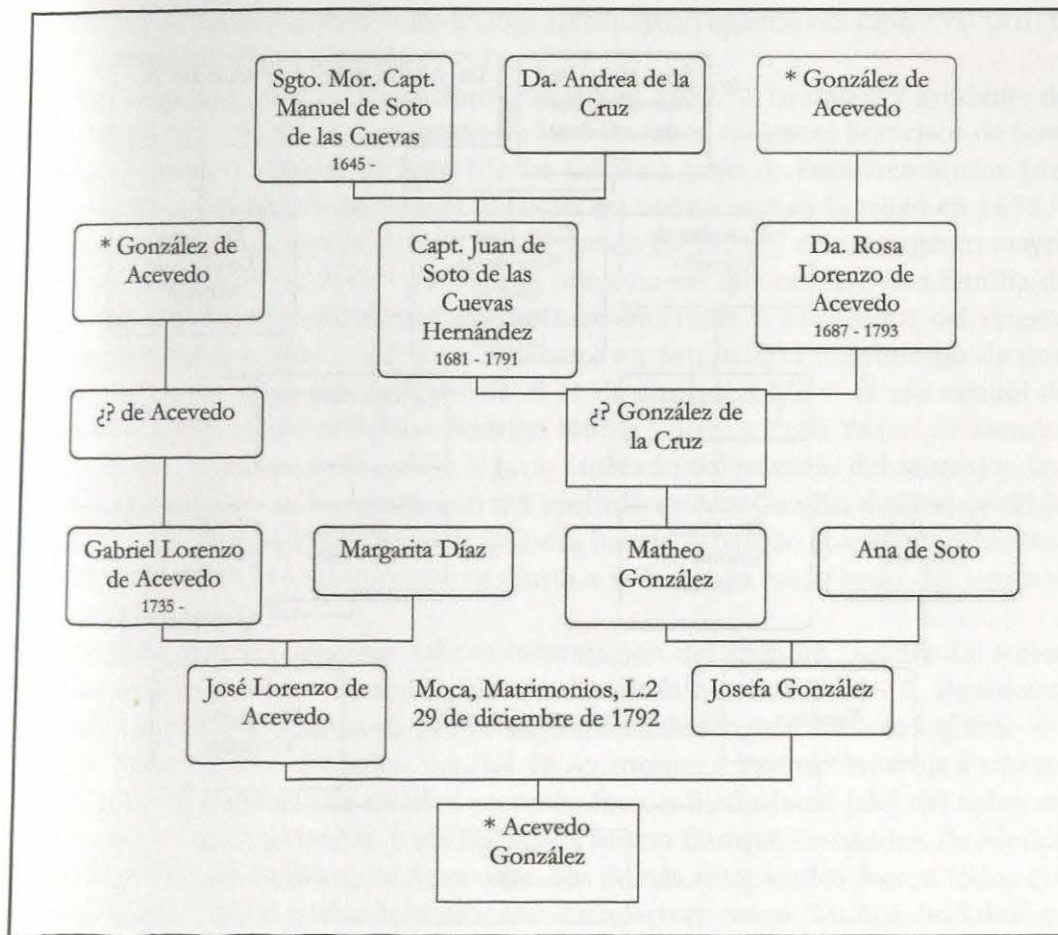 Sgto. Mor. Capt.
Manuel de Soto
de las Cuevas
1645 -
Da. Andrea de la
Cruz
* González de
Acevedo
* González de
Acevedo
Capt. Juan de
Soto de las
Cuevas
Hernández
1681 - 1791
Da. Rosa
Lorenzo de
Acevedo
1687 - 1793
¿? de Acevedo
¿? González de
la Cruz
Gabriel Lorenzo
de Acevedo
1735 -
Margarita Díaz
Matheo
González
Ana de Soto
José Lorenzo de
Acevedo
Moca, Matrimonios, L.2
29 de diciembre de 1792
Josefa González
* Acevedo
González